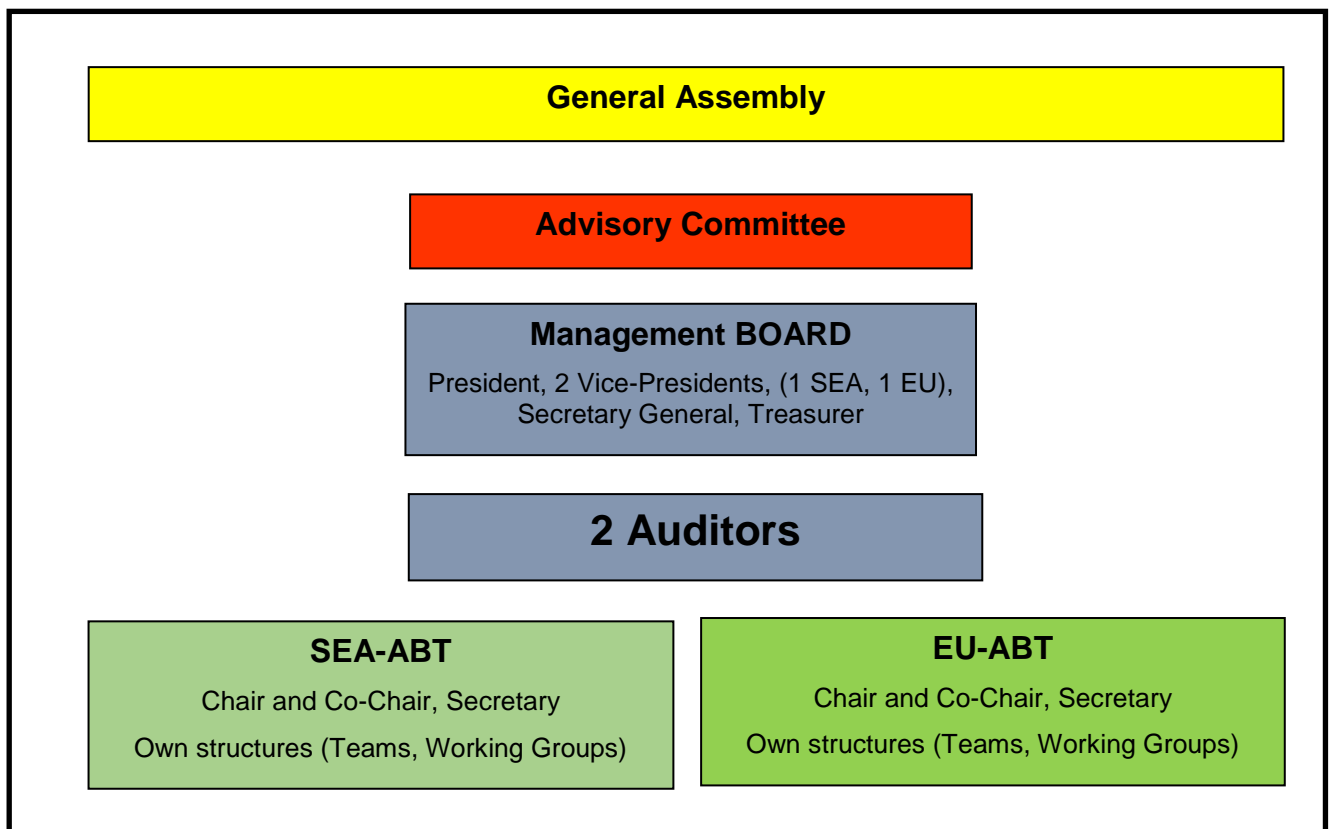 General Assembly
Advisory Committee
Management BOARD
President, 2 Vice-Presidents, (1 SEA, 1 EU),
Secretary General, Treasurer
2 Auditors
SEA-ABT
Chair and Co-Chair, Secretary
Own structures (Teams, Working Groups)
EU-ABT
Chair and Co-Chair, Secretary
Own structures (Teams, Working Groups)